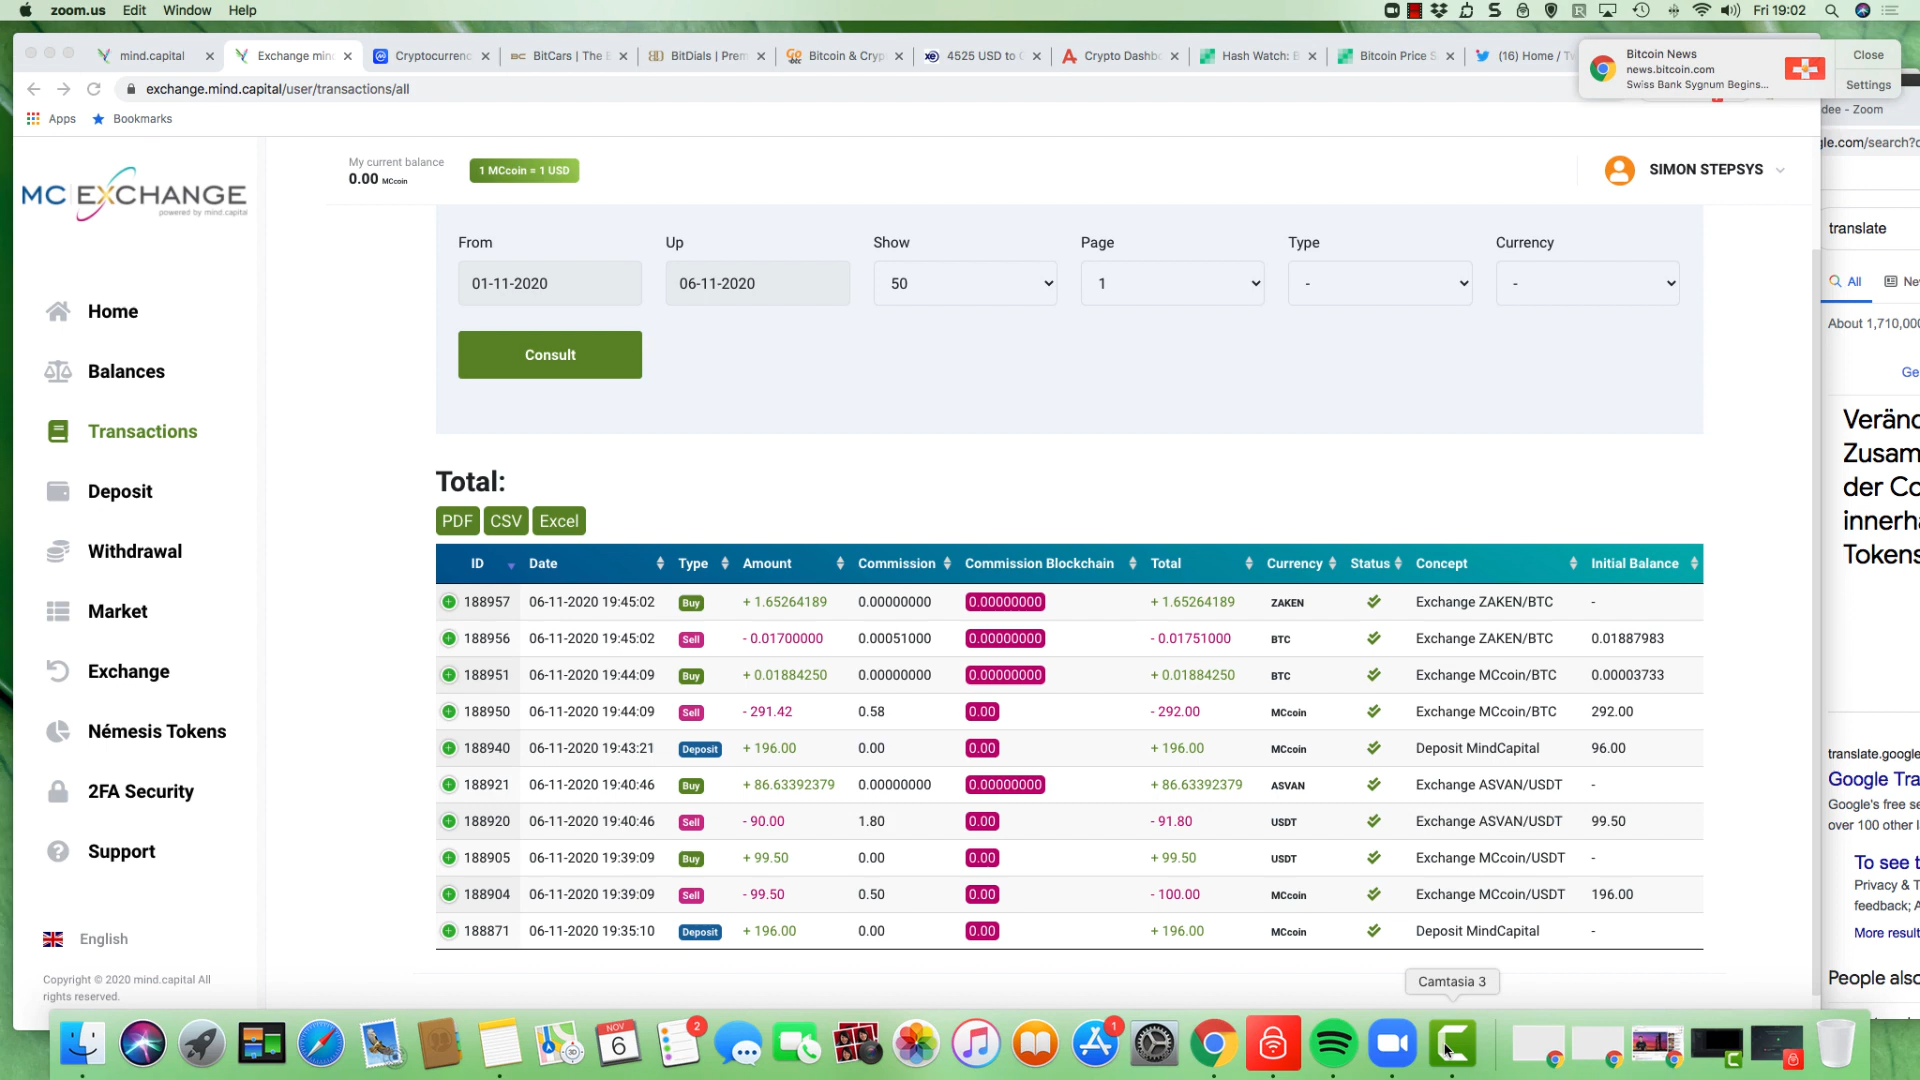 zoom.us Edit Window Help
Fri 19:02
mind.capital
Exchange min
Cryptocurrenc
BitCars | The B
BitDials | Prem
Bitcoin & Cryp
4525 USD to
Crypto Dashbo
Hash Watch: B
Bitcoin Price S
(16) Home / Tw
Bitcoin News
news.bitcoin.com
Swiss Bank Sygnum Begins...
Close
Settings
exchange.mind.capital/user/transactions/all
dee - Zoom
Apps Bookmarks
gle.com/search?c
MC EXCHANGE
powered by mind.capital
My current balance
0.00 MCcoin
1 MCcoin = 1 USD
SIMON STEPSYS
translate
All
About 1,710,000
Home
Balances
Transactions
Deposit
Withdrawal
Market
Exchange
Némesis Tokens
2FA Security
Support
English
Copyright © 2020 mind.capital All
rights reserved.
From Up Show Page Type Currency
01-11-2020 06-11-2020 50 1 - -
Consult
Total:
PDF CSV Excel
ID Date Type Amount Commission Commission Blockchain Total Currency Status Concept Initial Balance
188957 06-11-2020 19:45:02 Buy + 1.65264189 0.00000000 0.00000000 + 1.65264189 ZAKEN Exchange ZAKEN/BTC -
188956 06-11-2020 19:45:02 Sell - 0.01700000 0.00051000 0.00000000 - 0.01751000 BTC Exchange ZAKEN/BTC 0.01887983
188951 06-11-2020 19:44:09 Buy + 0.01884250 0.00000000 0.00000000 + 0.01884250 BTC Exchange MCcoin/BTC 0.00003733
188950 06-11-2020 19:44:09 Sell - 291.42 0.58 0.00 - 292.00 MCcoin Exchange MCcoin/BTC 292.00
188940 06-11-2020 19:43:21 Deposit + 196.00 0.00 0.00 + 196.00 MCcoin Deposit MindCapital 96.00
188921 06-11-2020 19:40:46 Buy + 86.63392379 0.00000000 0.00000000 + 86.63392379 ASVAN Exchange ASVAN/USDT -
188920 06-11-2020 19:40:46 Sell - 90.00 1.80 0.00 - 91.80 USDT Exchange ASVAN/USDT 99.50
188905 06-11-2020 19:39:09 Buy + 99.50 0.00 0.00 + 99.50 USDT Exchange MCcoin/USDT -
188904 06-11-2020 19:39:09 Sell - 99.50 0.50 0.00 - 100.00 MCcoin Exchange MCcoin/USDT 196.00
188871 06-11-2020 19:35:10 Deposit + 196.00 0.00 0.00 + 196.00 MCcoin Deposit MindCapital -
Ge
Veränd
Zusam
der Co
innerha
Tokens
translate.google
Google Tra
Google's free se
over 100 other l
To see t
Privacy & T
feedback; A
More result
People also
Camtasia 3
NOV
6
2
1
3D